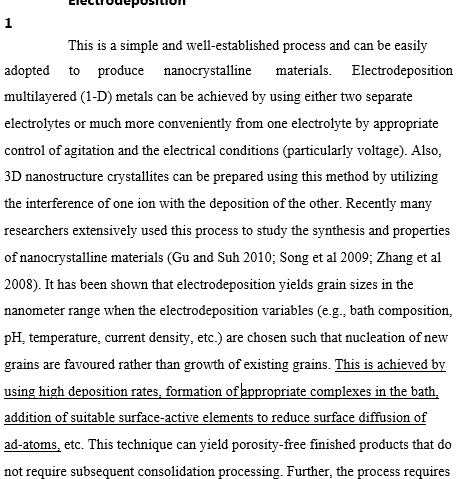 Electrodeposition
1
This is a simple and well-established process and can be easily
adopted to produce nanocrystalline materials. Electrodeposition
multilayered (1-D) metals can be achieved by using either two separate
electrolytes or much more conveniently from one electrolyte by appropriate
control of agitation and the electrical conditions (particularly voltage). Also,
3D nanostructure crystallites can be prepared using this method by utilizing
the interference of one ion with the deposition of the other. Recently many
researchers extensively used this process to study the synthesis and properties
of nanocrystalline materials (Gu and Suh 2010; Song et al 2009; Zhang et al
2008). It has been shown that electrodeposition yields grain sizes in the
nanometer range when the electrodeposition variables (e.g., bath composition,
pH, temperature, current density, etc.) are chosen such that nucleation of new
grains are favoured rather than growth of existing grains. This is achieved by
using high deposition rates, formation of appropriate complexes in the bath,
addition of suitable surface-active elements to reduce surface diffusion of
ad-atoms, etc. This technique can yield porosity-free finished products that do
not require subsequent consolidation processing. Further, the process requires